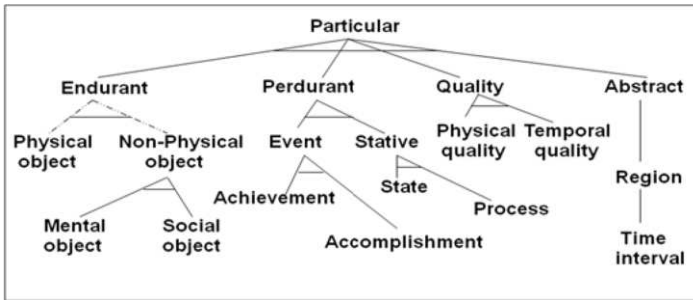 Particular
Endurant Perdurant Quality Abstract
Physical object Non-Physical object Event Stative Physical quality Temporal quality
Achievement State Region
Process
Mental object Social object Accomplishment Time interval